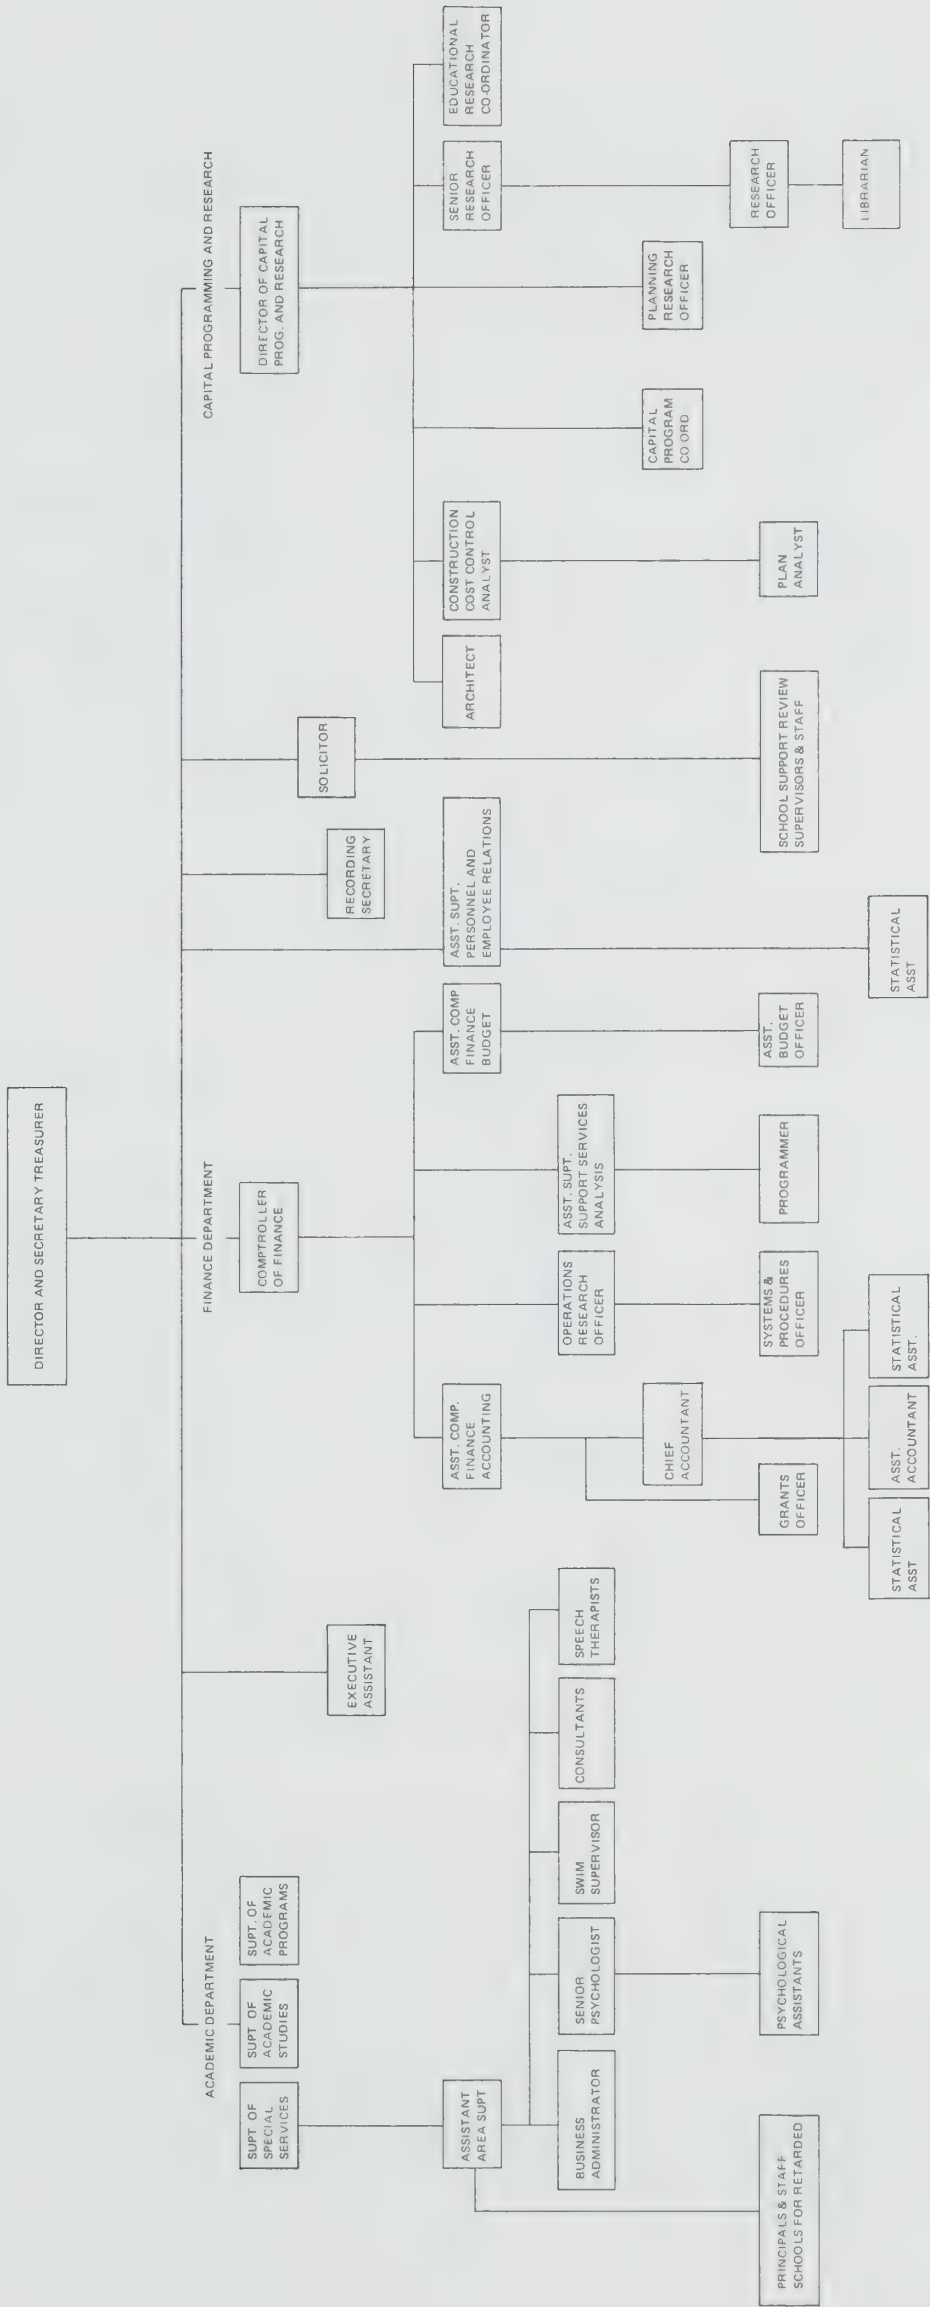 DIRECTOR AND SECRETARY TREASURER
ACADEMIC DEPARTMENT
FINANCE DEPARTMENT
CAPITAL PROGRAMMING AND RESEARCH
SUPT OF
SPECIAL
SERVICES
SUPT OF
ACADEMIC
STUDIES
SUPT. OF
ACADEMIC
PROGRAMS
COMPTROLLER
OF FINANCE
DIRECTOR OF CAPITAL
PROG. AND RESEARCH
EXECUTIVE
ASSISTANT
RECORDING
SECRETARY
SOLICITOR
ASSISTANT
AREA SUPT
ASST. COMP.
FINANCE
ACCOUNTING
ASST. COMP
FINANCE
BUDGET
ASST. SUPT.
PERSONNEL AND
EMPLOYEE RELATIONS
ARCHITECT
CONSTRUCTION
COST CONTROL
ANALYST
SENIOR
RESEARCH
OFFICER
EDUCATIONAL
RESEARCH
CO-ORDINATOR
BUSINESS
ADMINISTRATOR
SENIOR
PSYCHOLOGIST
SWIM
SUPERVISOR
CONSULTANTS
SPEECH
THERAPISTS
OPERATIONS
RESEARCH
OFFICER
ASST. SUPT.
SUPPORT SERVICES
ANALYSIS
CHIEF
ACCOUNTANT
CAPITAL
PROGRAM
CO ORD
PLANNING
RESEARCH
OFFICER
PRINCIPALS & STAFF
SCHOOLS FOR RETARDED
PSYCHOLOGICAL
ASSISTANTS
GRANTS
OFFICER
SYSTEMS &
PROCEDURES
OFFICER
PROGRAMMER
ASST.
BUDGET
OFFICER
SCHOOL SUPPORT REVIEW
SUPERVISORS & STAFF
PLAN
ANALYST
RESEARCH
OFFICER
STATISTICAL
ASST
ASST.
ACCOUNTANT
STATISTICAL
ASST.
STATISTICAL
ASST
LIBRARIAN